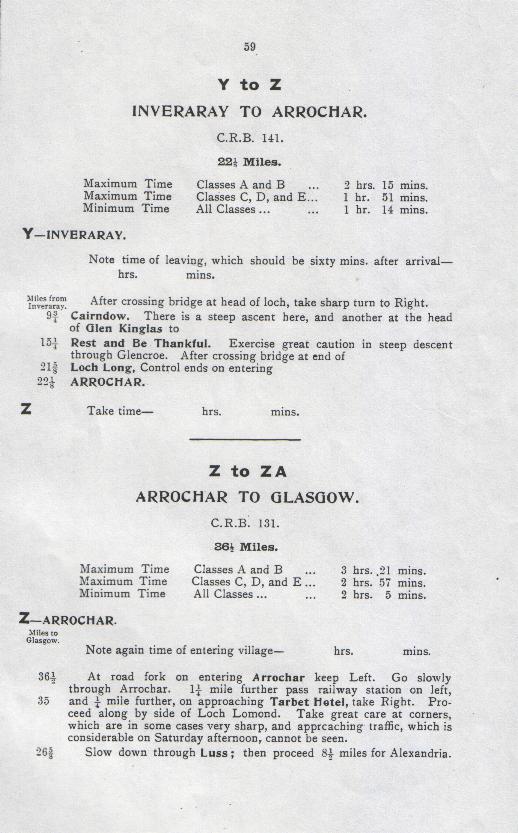 59
Y to Z
INVERARAY TO ARROCHAR.
C.R.B. 141.
22½ Miles.
Maximum Time Classes A and B ... 2 hrs. 15 mins.
Maximum Time Classes C, D, and E... 1 hr. 51 mins.
Minimum Time All Classes ... ... 1 hr. 14 mins.
Y—INVERARAY.
Note time of leaving, which should be sixty mins. after arrival—
hrs. mins.
Miles from
Inveraray.
After crossing bridge at head of loch, take sharp turn to Right.
9¾ Cairndow. There is a steep ascent here, and another at the head
of Glen Kinglas to
15¼ Rest and Be Thankful. Exercise great caution in steep descent
through Glencroe. After crossing bridge at end of
Loch Long, Control ends on entering
ARROCHAR.
Z Take time— hrs. mins.
Z to ZA
ARROCHAR TO GLASGOW.
C.R.B. 131.
36½ Miles.
Maximum Time Classes A and B ... 3 hrs. 21 mins.
Maximum Time Classes C, D, and E ... 2 hrs. 57 mins.
Minimum Time All Classes ... ... 2 hrs. 5 mins.
Z—ARROCHAR.
Miles to
Glasgow.
Note again time of entering village— hrs. mins.
36½ At road fork on entering Arrochar keep Left. Go slowly
through Arrochar. 1¼ mile further pass railway station on left,
35 and ¼ mile further, on approaching Tarbet Hotel, take Right. Pro-
ceed along by side of Loch Lomond. Take great care at corners,
which are in some cases very sharp, and approaching traffic, which is
considerable on Saturday afternoon, cannot be seen.
26⅝ Slow down through Luss; then proceed 8½ miles for Alexandria.